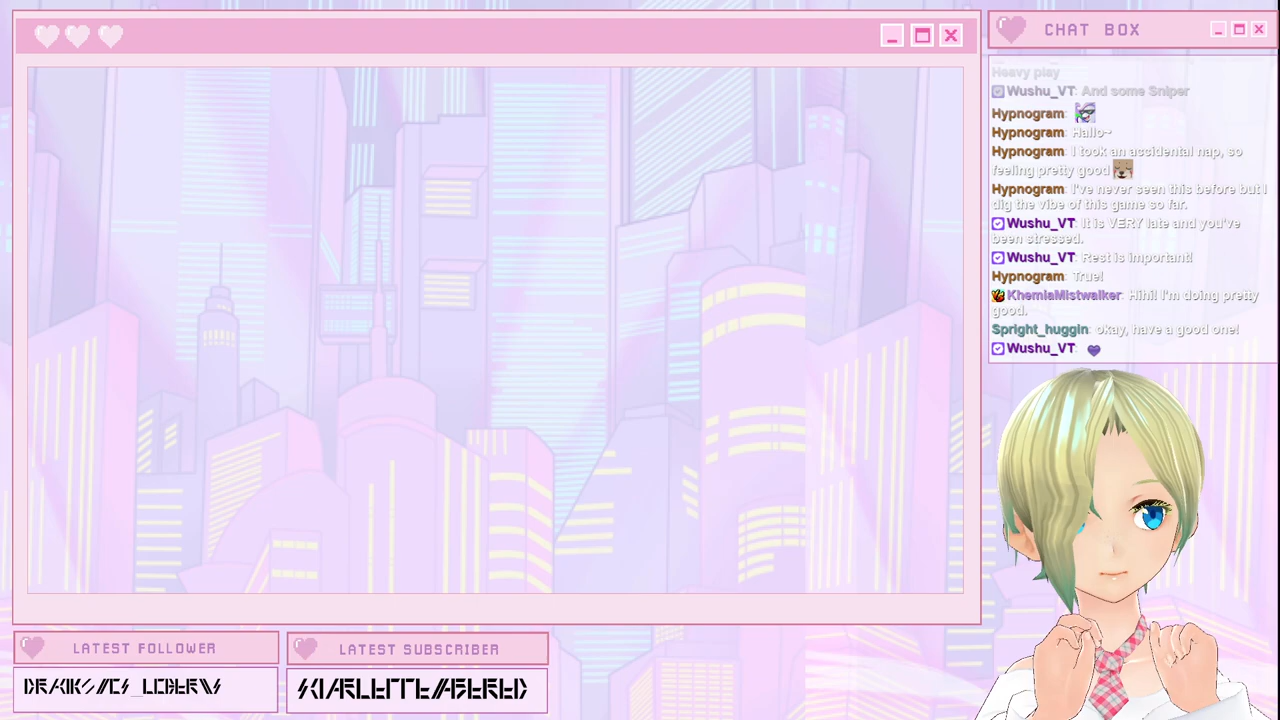 CHAT BOX
Heavy play
Wushu_VT: And some Sniper
Hypnogram:
Hypnogram: Hallo~
Hypnogram: I took an accidental nap, so
feeling pretty good
Hypnogram: I've never seen this before but I
dig the vibe of this game so far.
Wushu_VT: It is VERY late and you've
been stressed.
Wushu_VT: Rest is important!
Hypnogram: True!
KhemiaMistwalker: Hihi! I'm doing pretty
good.
Spright_huggin: okay, have a good one!
Wushu_VT:
LATEST FOLLOWER
LATEST SUBSCRIBER